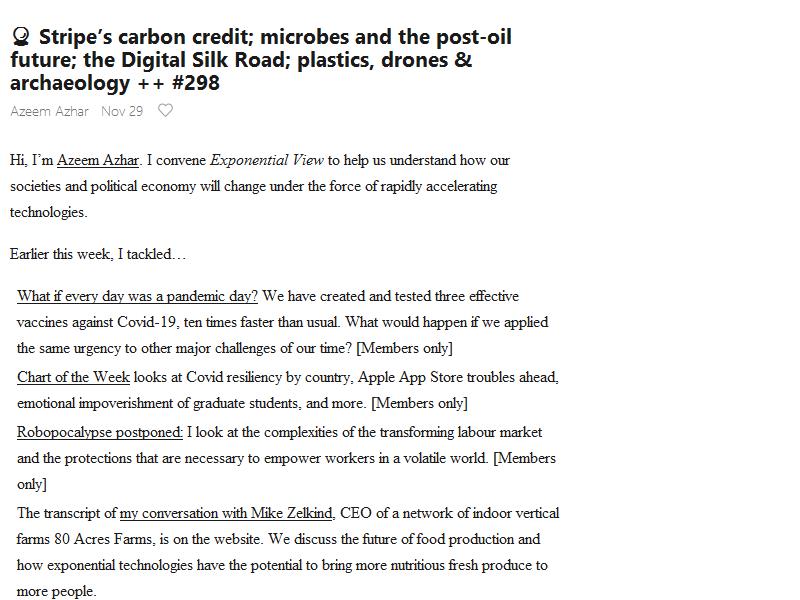 🔮 Stripe’s carbon credit; microbes and the post-oil
future; the Digital Silk Road; plastics, drones &
archaeology ++ #298
Azeem Azhar Nov 29
Hi, I’m Azeem Azhar. I convene Exponential View to help us understand how our
societies and political economy will change under the force of rapidly accelerating
technologies.
Earlier this week, I tackled…
What if every day was a pandemic day? We have created and tested three effective
vaccines against Covid-19, ten times faster than usual. What would happen if we applied
the same urgency to other major challenges of our time? [Members only]
Chart of the Week looks at Covid resiliency by country, Apple App Store troubles ahead,
emotional impoverishment of graduate students, and more. [Members only]
Robopocalypse postponed: I look at the complexities of the transforming labour market
and the protections that are necessary to empower workers in a volatile world. [Members
only]
The transcript of my conversation with Mike Zelkind, CEO of a network of indoor vertical
farms 80 Acres Farms, is on the website. We discuss the future of food production and
how exponential technologies have the potential to bring more nutritious fresh produce to
more people.